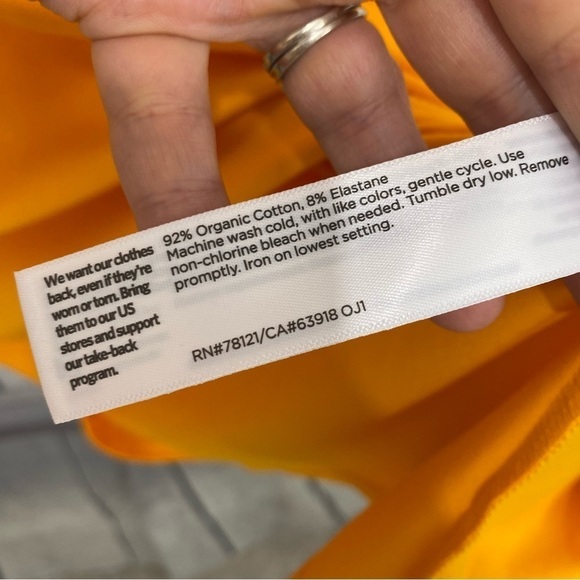 We want our clothes
back, even if they're
worn or torn. Bring
them to our US
stores and support
our take-back
program.
92% Organic Cotton, 8% Elastane
Machine wash cold, with like colors, gentle cycle. Use
non-chlorine bleach when needed. Tumble dry low. Remove
promptly. Iron on lowest setting.
RN#78121/CA#63918 OJ1